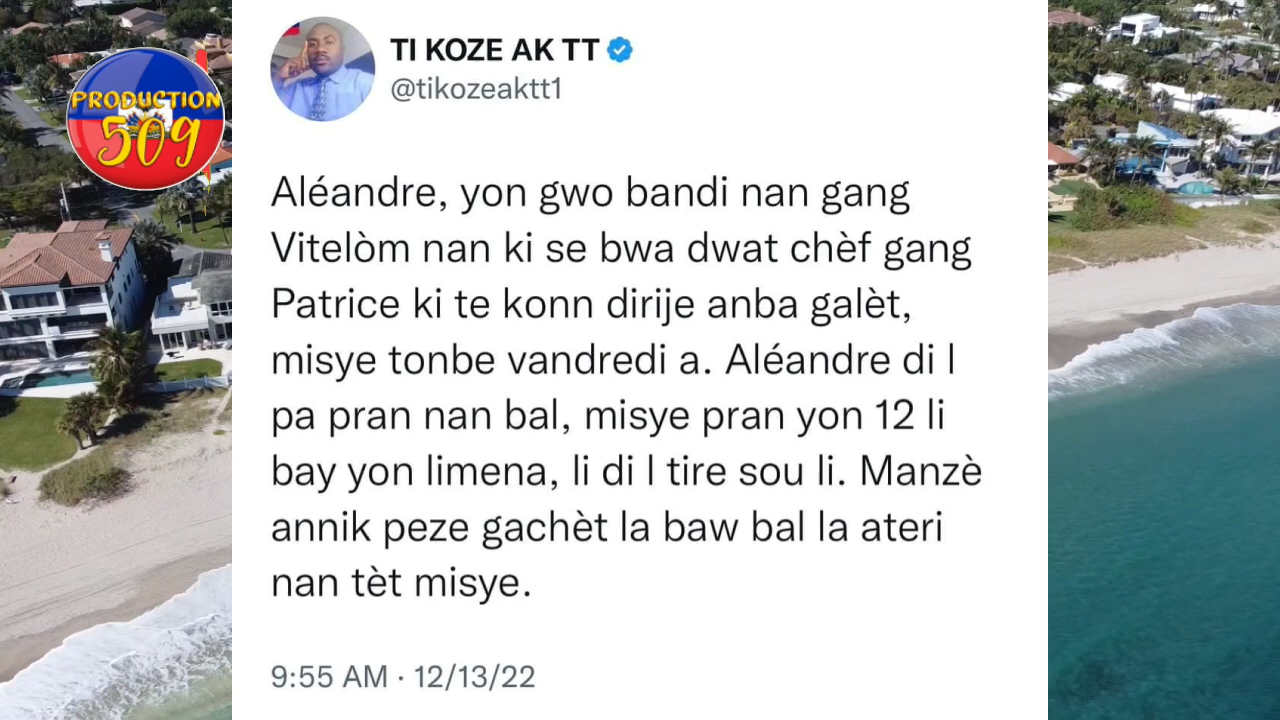 PRODUCTION
509
TI KOZE AK TT
@tikozeaktt1
Aléandre, yon gwo bandi nan gang
Vitelòm nan ki se bwa dwat chèf gang
Patrice ki te konn dirije anba galèt,
misye tonbe vandredi a. Aléandre di l
pa pran nan bal, misye pran yon 12 li
bay yon limena, li di l tire sou li. Manzè
annik peze gachèt la baw bal la ateri
nan tèt misye.
9:55 AM · 12/13/22